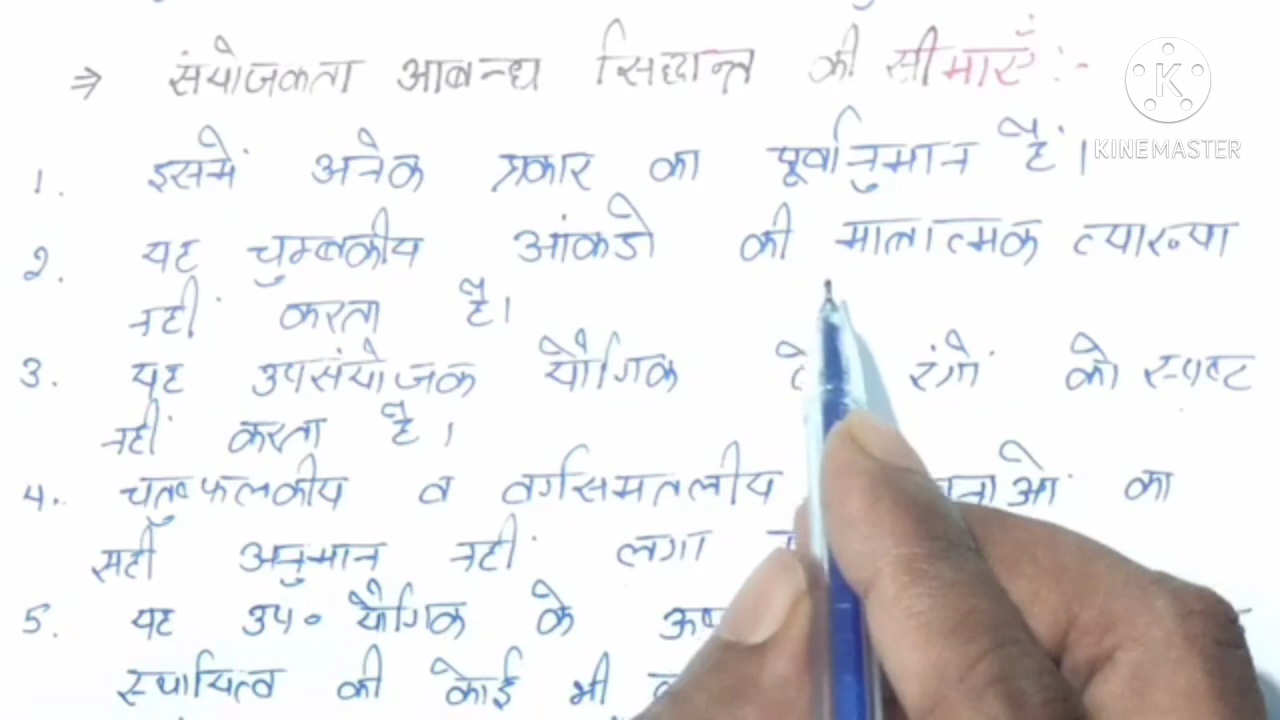 ⇒ संयोजकता आबन्ध सिद्धान्त की सीमाएँ :-
KINEMASTER
1. इसमें अनेक प्रकार का पूर्वानुमान है।
2. यह चुम्बकीय आंकडो की मात्रात्मक व्याख्या
नहीं करता है।
3. यह उपसंयोजक यौगिक रंगो को स्पष्ट
नहीं करता है।
4. चतुष्फलकीय व वर्गसमतलीय का
सही अनुमान नहीं लगा
5. यह उप० यौगिक के
स्थायित्व की कोई भी